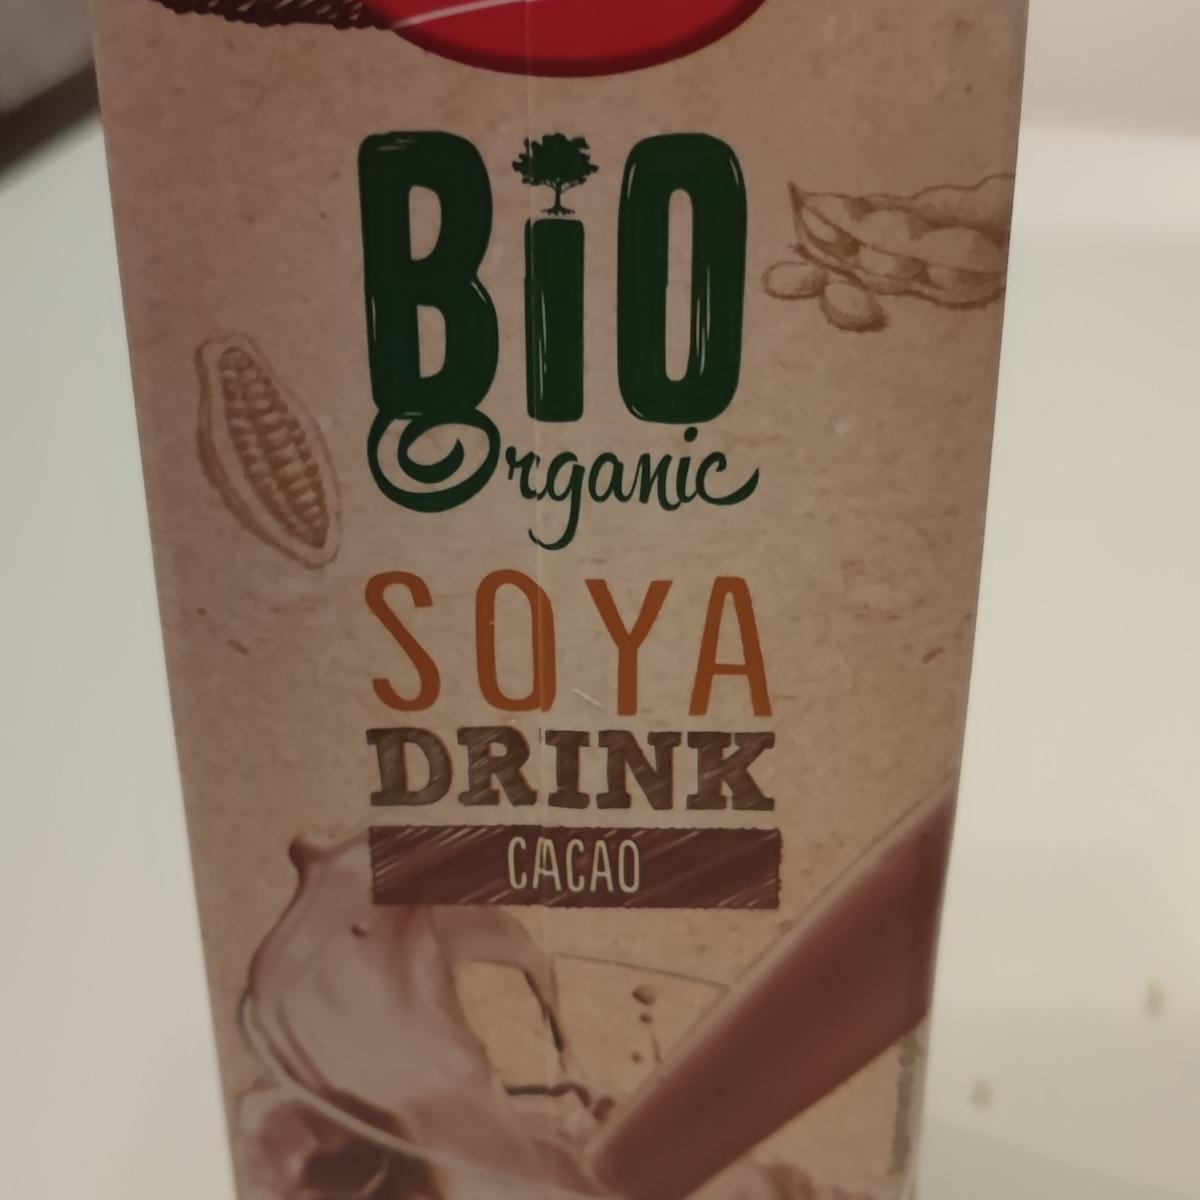 BiO
Organic
SOYA
DRINK
CACAO